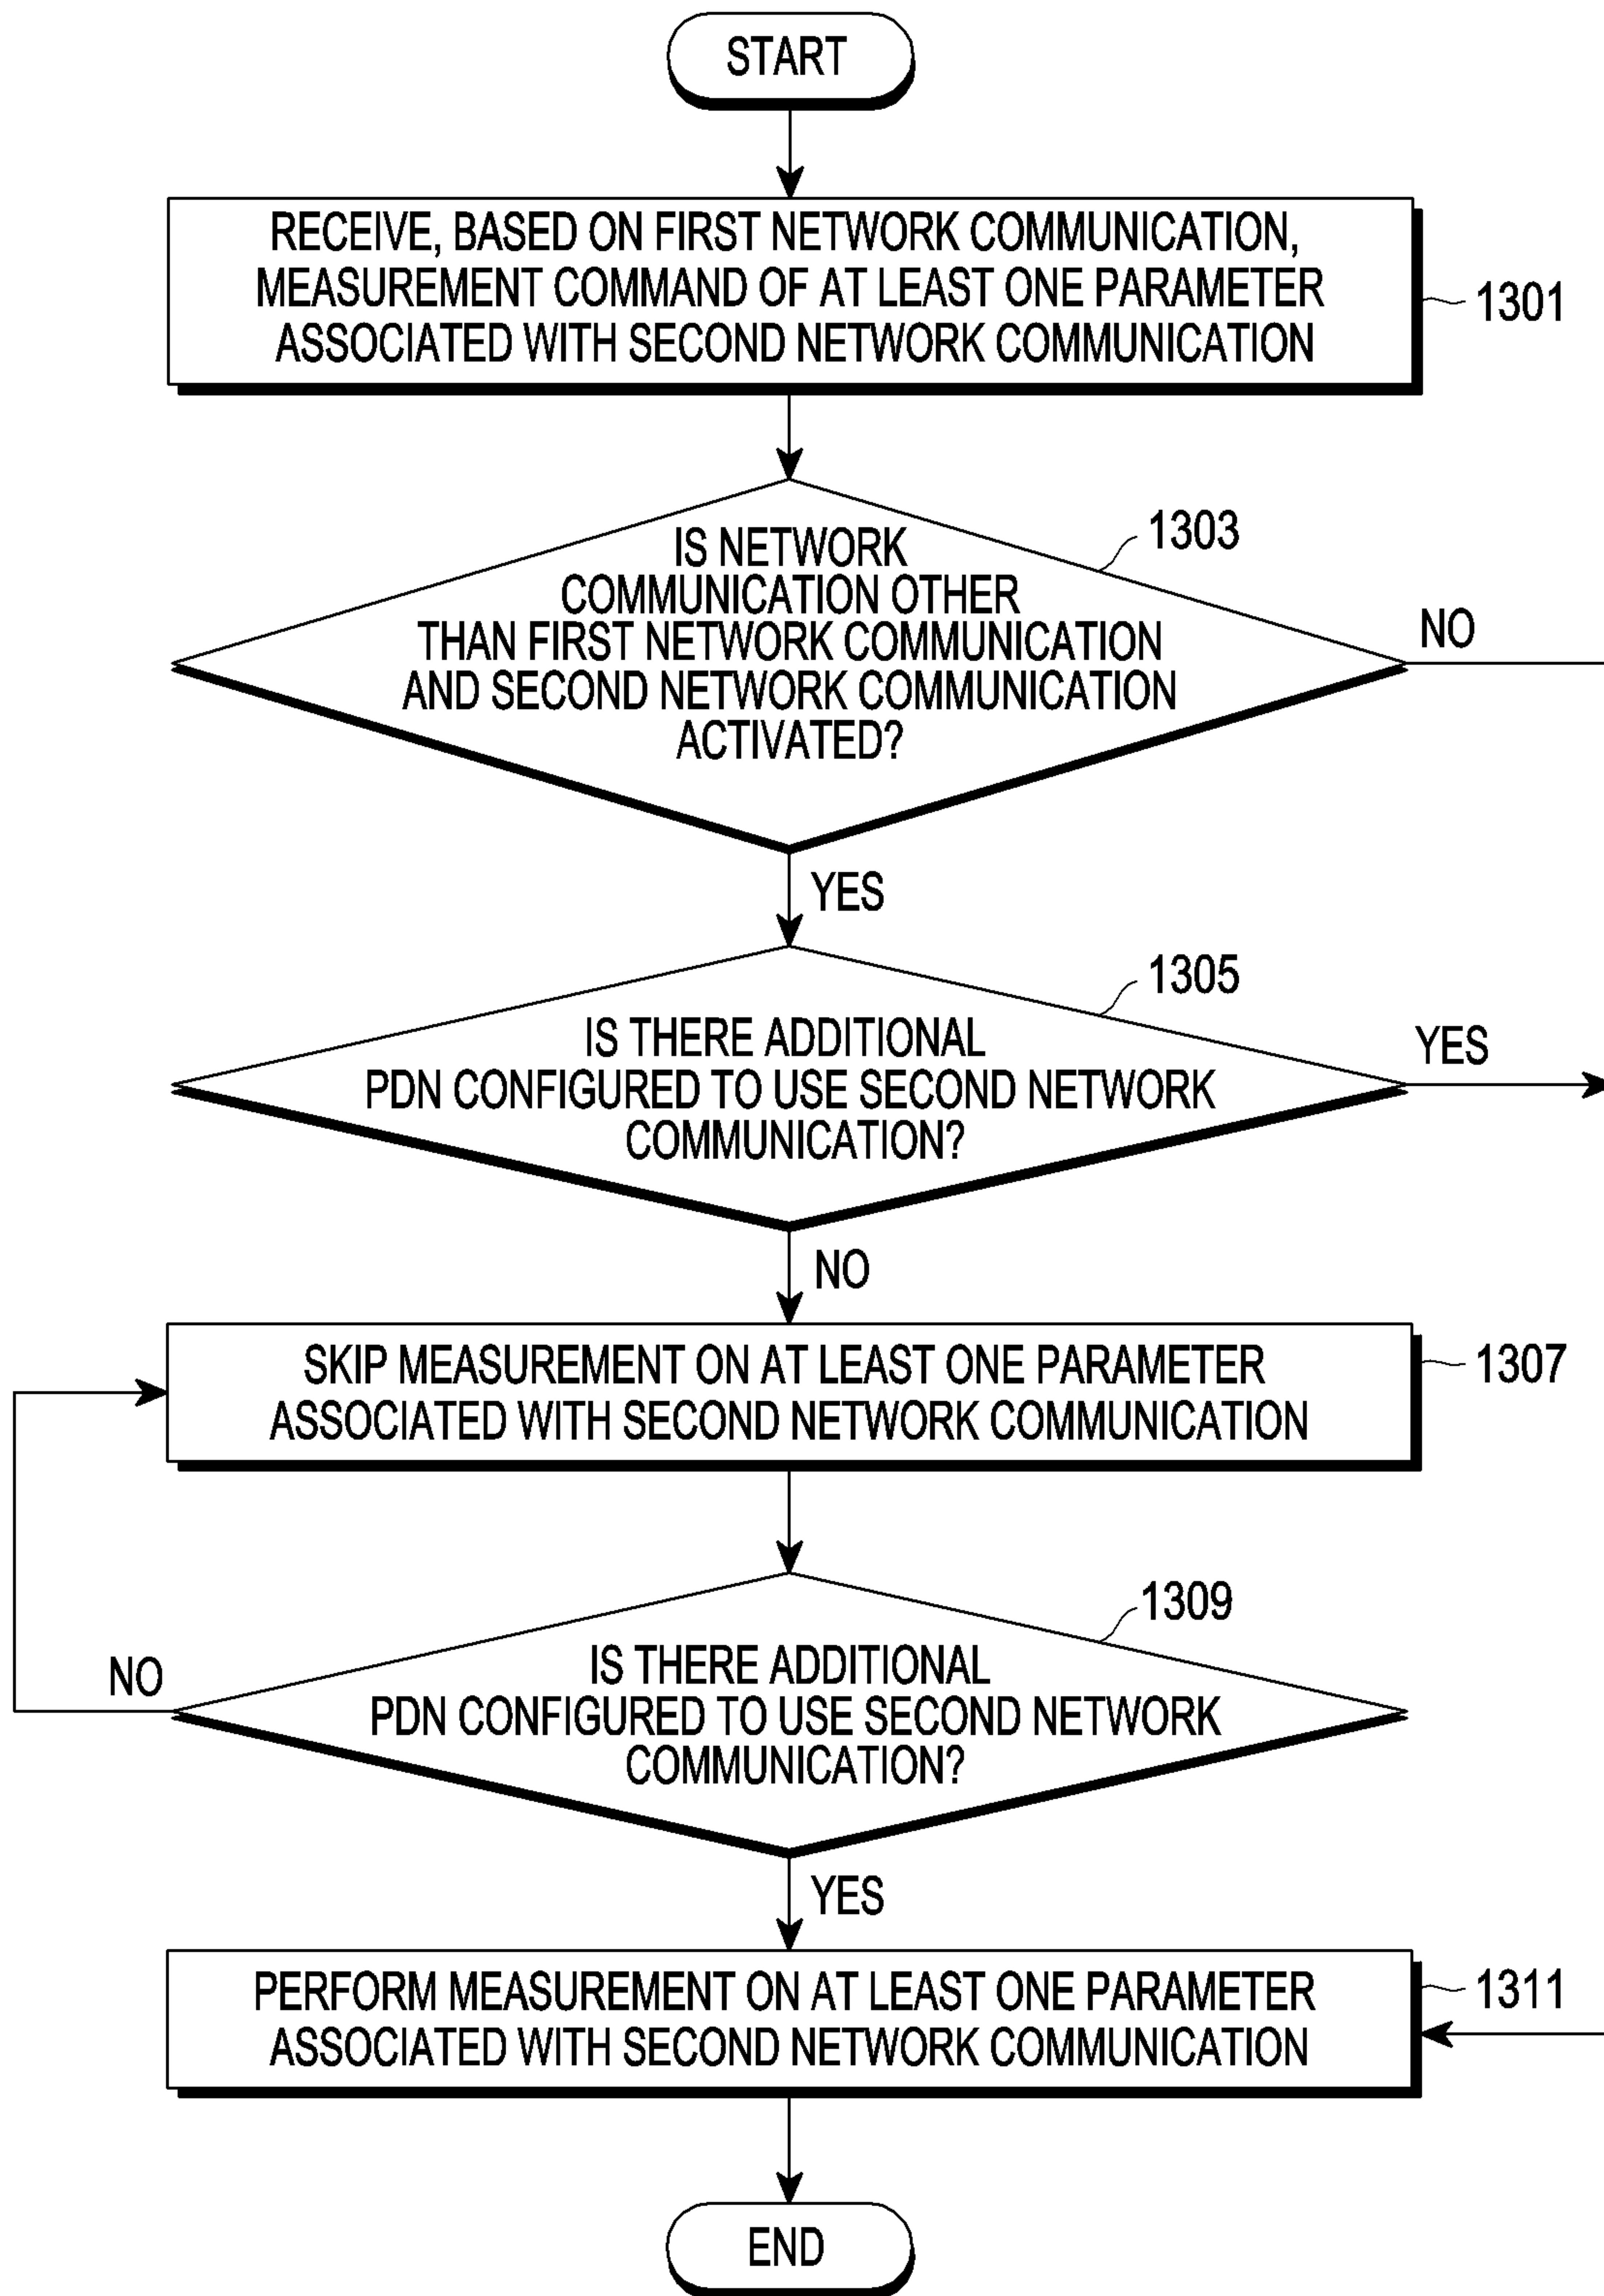 START
RECEIVE, BASED ON FIRST NETWORK COMMUNICATION,
MEASUREMENT COMMAND OF AT LEAST ONE PARAMETER
ASSOCIATED WITH SECOND NETWORK COMMUNICATION
1301
1303
IS NETWORK
COMMUNICATION OTHER
THAN FIRST NETWORK COMMUNICATION
AND SECOND NETWORK COMMUNICATION
ACTIVATED?
NO
YES
1305
IS THERE ADDITIONAL
PDN CONFIGURED TO USE SECOND NETWORK
COMMUNICATION?
YES
NO
SKIP MEASUREMENT ON AT LEAST ONE PARAMETER
ASSOCIATED WITH SECOND NETWORK COMMUNICATION
1307
1309
IS THERE ADDITIONAL
PDN CONFIGURED TO USE SECOND NETWORK
COMMUNICATION?
NO
YES
PERFORM MEASUREMENT ON AT LEAST ONE PARAMETER
ASSOCIATED WITH SECOND NETWORK COMMUNICATION
1311
END